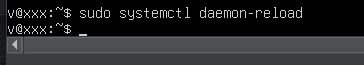 v@xxx:~$ sudo systemctl daemon-reload
v@xxx:~$ _